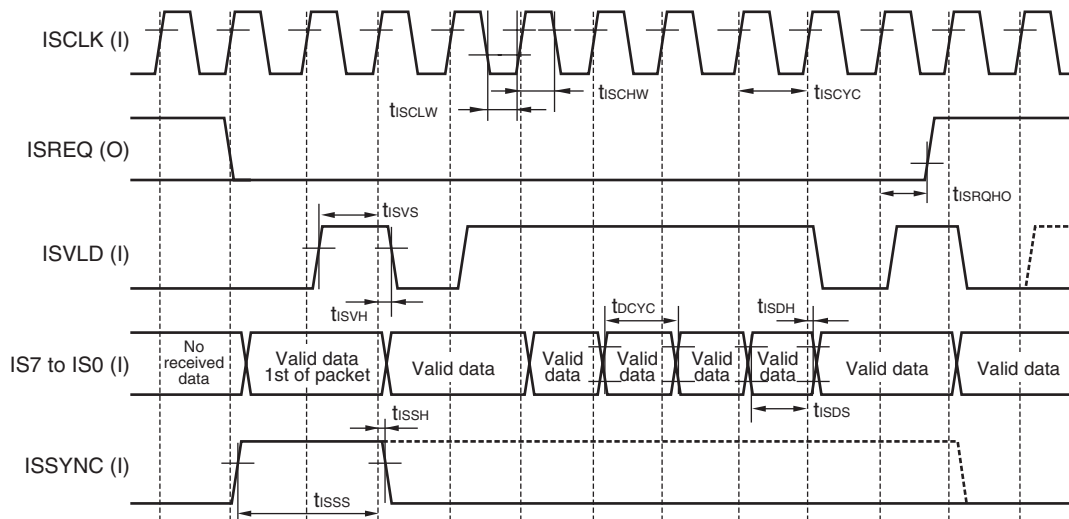 ISCLK (I)
tISCLW
tISCHW
tISCYC
ISREQ (O)
tISRQHO
tISVS
ISVLD (I)
tISVH
tDCYC
tISDH
IS7 to IS0 (I)
No
received
data
Valid data
1st of packet
Valid data
Valid
data
Valid
data
Valid
data
Valid
data
Valid data
Valid data
tISSH
tISDS
ISSYNC (I)
tISSS